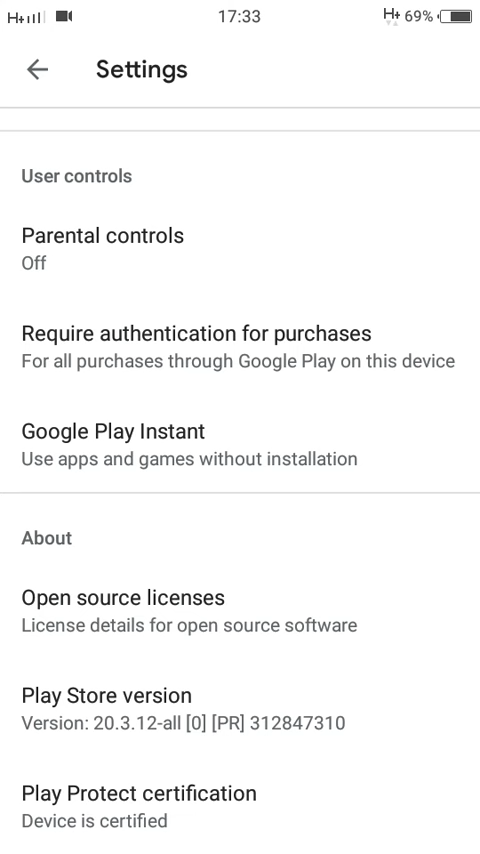 H+ 17:33 H+ 69%
Settings
User controls
Parental controls
Off
Require authentication for purchases
For all purchases through Google Play on this device
Google Play Instant
Use apps and games without installation
About
Open source licenses
License details for open source software
Play Store version
Version: 20.3.12-all [0] [PR] 312847310
Play Protect certification
Device is certified